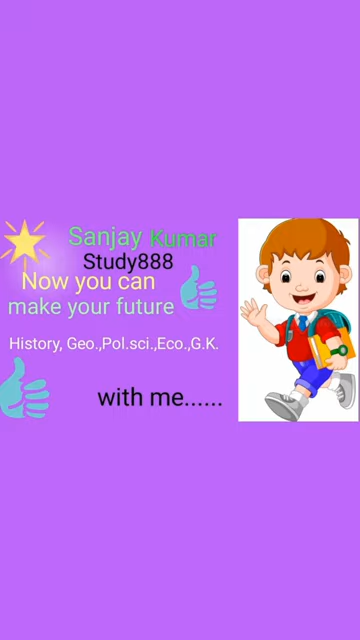 Sanjay Kumar
Study888
Now you can
make your future
History, Geo.,Pol.sci.,Eco.,G.K.
with me......